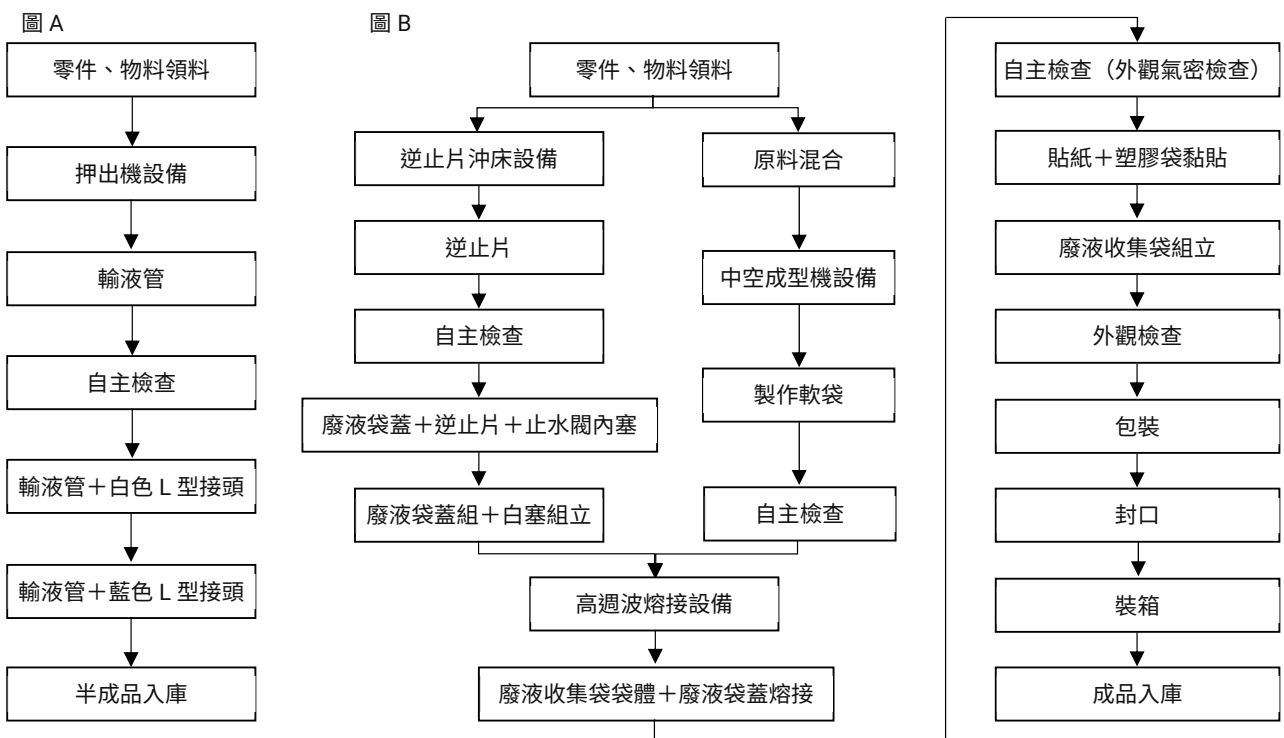 圖 A
零件、物料領料
押出機設備
輸液管
自主檢查
輸液管＋白色 L 型接頭
輸液管＋藍色 L 型接頭
半成品入庫
圖 B
零件、物料領料
逆止片沖床設備
逆止片
自主檢查
廢液袋蓋＋逆止片＋止水閥內塞
廢液袋蓋組＋白塞組立
原料混合
中空成型機設備
製作軟袋
自主檢查
高週波熔接設備
廢液收集袋袋體＋廢液袋蓋熔接
自主檢查（外觀氣密檢查）
貼紙＋塑膠袋黏貼
廢液收集袋組立
外觀檢查
包裝
封口
裝箱
成品入庫